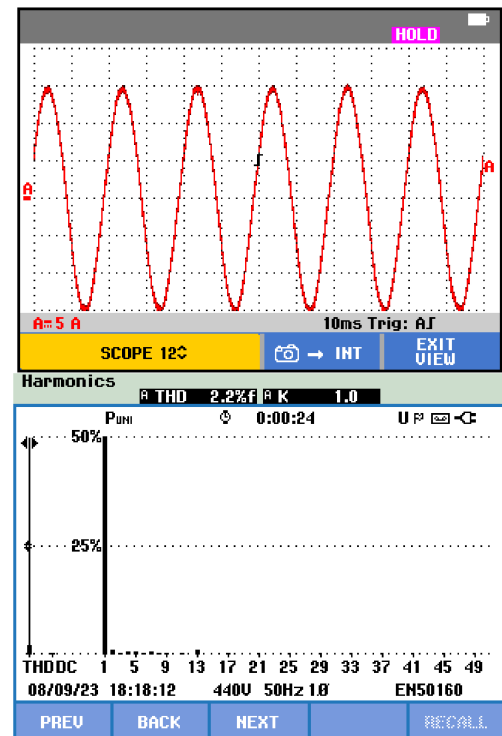 HOLD
A
A
A 5 A 10ms Trig: A
SCOPE 12 → INT EXIT VIEW
Harmonics
A THD 2.2%f A K 1.0
PUNI 0:00:24 U
50%
25%
THDDC 1 5 9 13 17 21 25 29 33 37 41 45 49
08/09/23 18:18:12 440V 50Hz 1.0 EN50160
PREV BACK NEXT RECALL